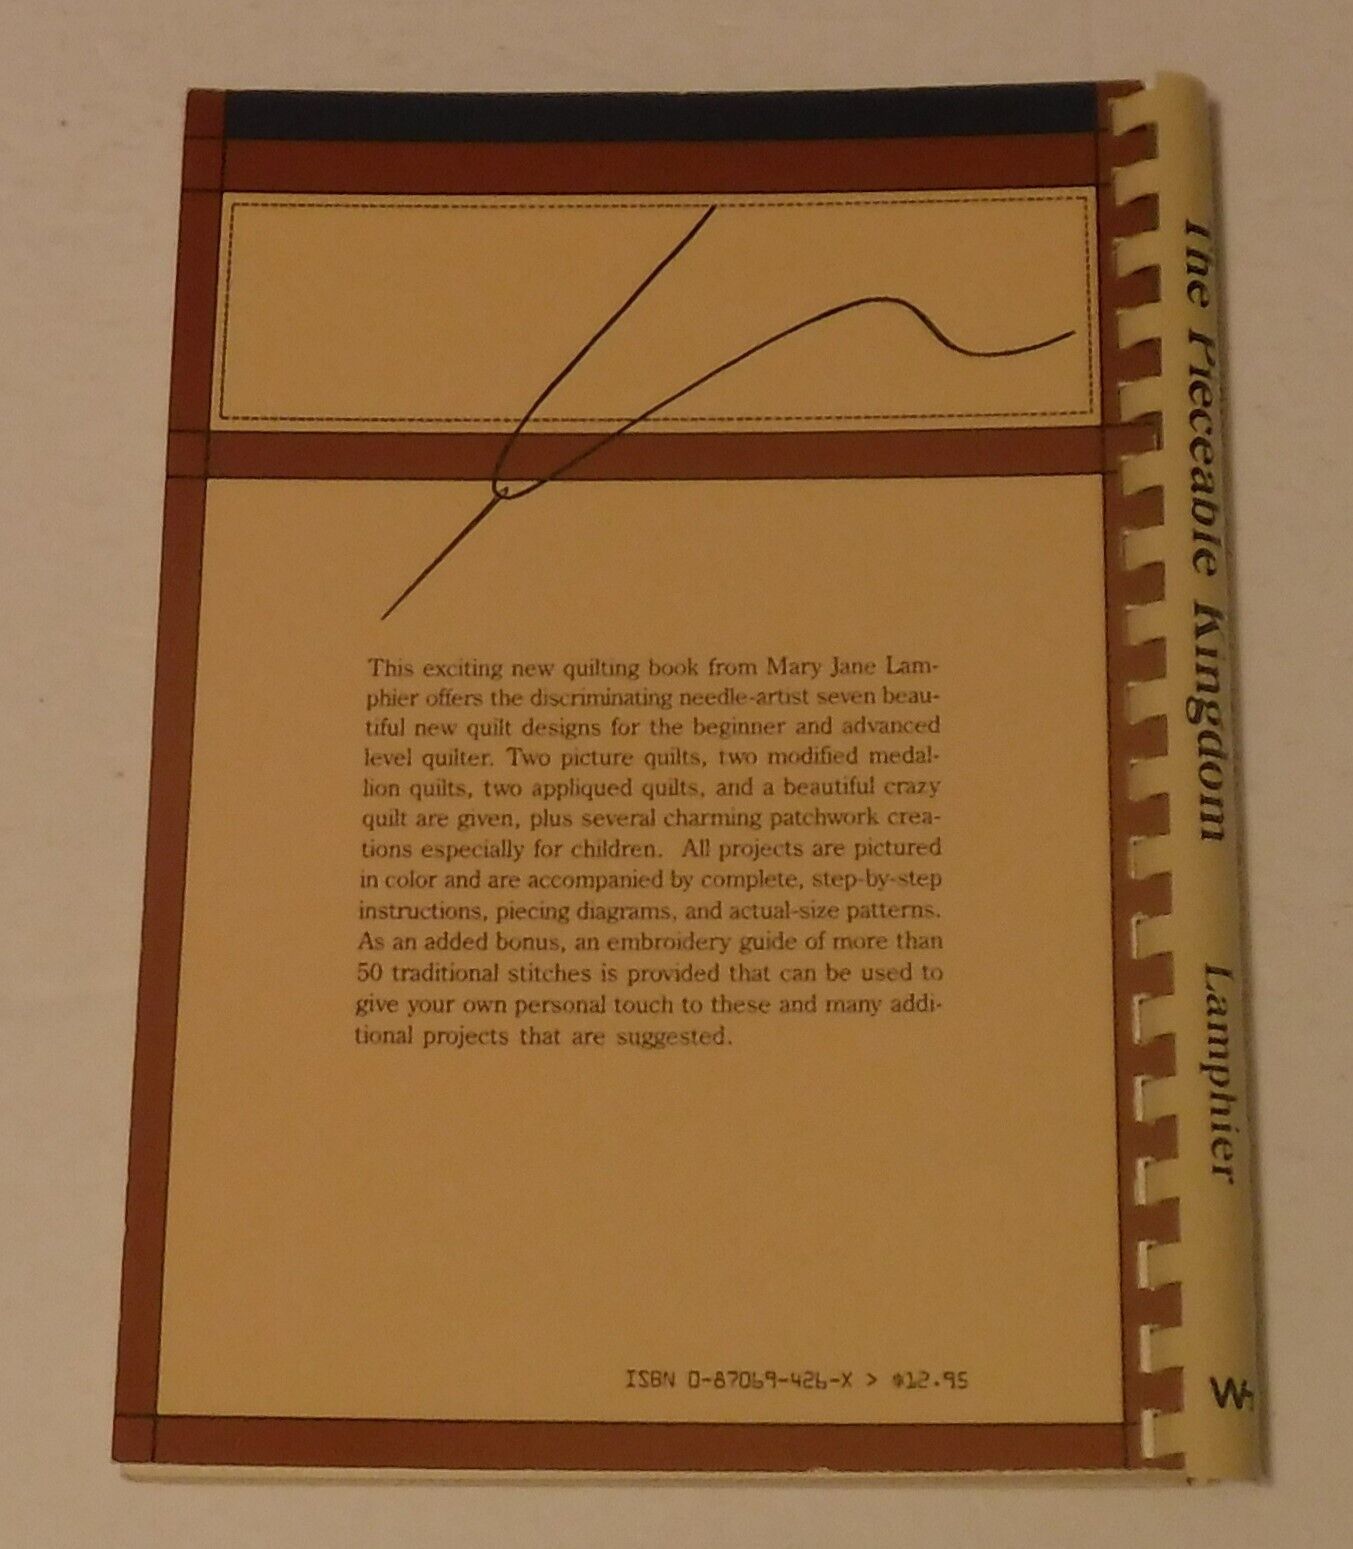 This exciting new quilting book from Mary Jane Lam-
phier offers the discriminating needle-artist seven beau-
tiful new quilt designs for the beginner and advanced
level quilter. Two picture quilts, two modified medal-
lion quilts, two appliqued quilts, and a beautiful crazy
quilt are given, plus several charming patchwork crea-
tions especially for children. All projects are pictured
in color and are accompanied by complete, step-by-step
instructions, piecing diagrams, and actual-size patterns.
As an added bonus, an embroidery guide of more than
50 traditional stitches is provided that can be used to
give your own personal touch to these and many addi-
tional projects that are suggested.
ISBN 0-87069-426-X > $12.95
The Pieceable Kingdom Lamphier